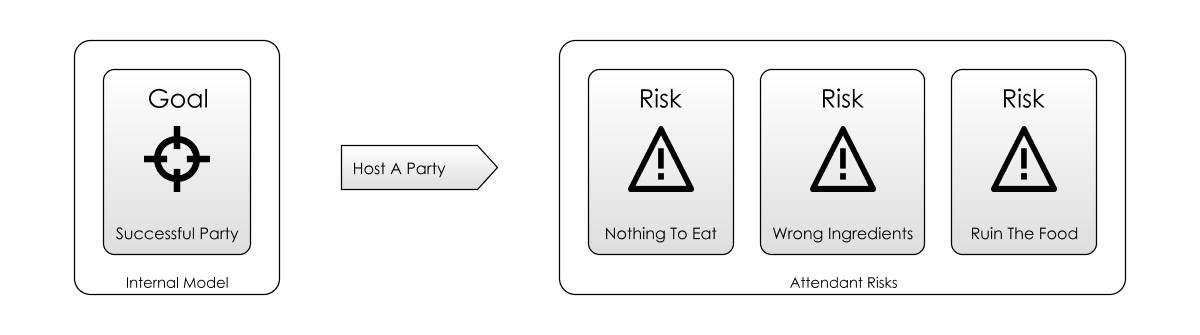 Goal
Successful Party
Internal Model
Host A Party
Risk
Nothing To Eat
Risk
Wrong Ingredients
Risk
Ruin The Food
Attendant Risks